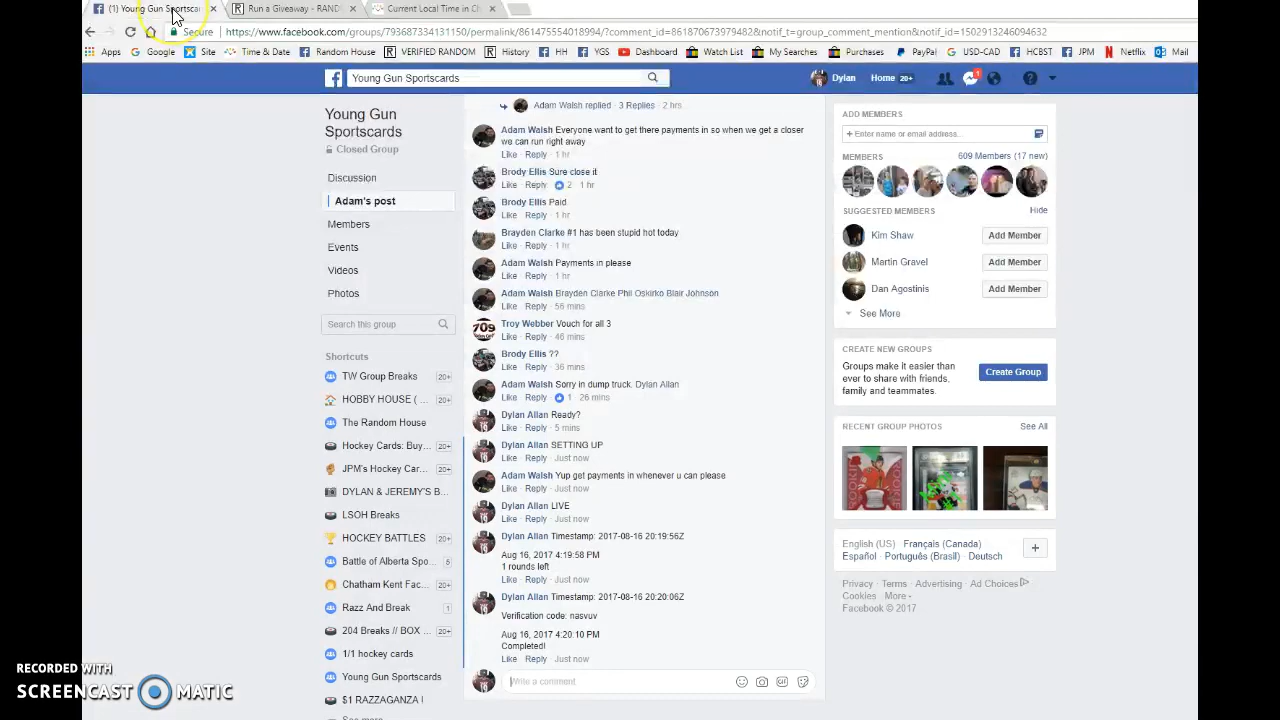 (1) Young Gun Sportscar
Run a Giveaway - RAND
Current Local Time in Ch
Secure
https://www.facebook.com/groups/793687334131150/permalink/861475554018994/?comment_id=861870673979482&notif_t=group_comment_mention&notif_id=1502913246094632
Apps Google Site Time & Date Facebook Random House VERIFIED RANDOM History HH YGS Dashboard Watch List My Searches Purchases PayPal USD-CAD HCBST JPM Netflix Mail
Young Gun Sportscards
Dylan Home 20+
1
Young Gun
Sportscards
Closed Group
Discussion
Adam's post
Members
Events
Videos
Photos
Search this group
Shortcuts
TW Group Breaks 20+
HOBBY HOUSE ( ... 20+
The Random House
Hockey Cards: Buy... 20+
JPM's Hockey Car... 20+
DYLAN & JEREMY'S B...
LSOH Breaks
HOCKEY BATTLES 20+
Battle of Alberta Spo... 5
Chatham Kent Fac... 20+
Razz And Break 1
204 Breaks // BOX ... 20+
1/1 hockey cards
Young Gun Sportscards
$1 RAZZAGANZA !
Adam Walsh replied · 3 Replies · 2 hrs
Adam Walsh Everyone want to get there payments in so when we get a closer
we can run right away
Like · Reply · 1 hr
Brody Ellis Sure close it
Like · Reply · 2 · 1 hr
Brody Ellis Paid
Like · Reply · 1 hr
Brayden Clarke #1 has been stupid hot today
Like · Reply · 1 hr
Adam Walsh Payments in please
Like · Reply · 1 hr
Adam Walsh Brayden Clarke Phil Oskirko Blair Johnson
Like · Reply · 56 mins
Troy Webber Vouch for all 3
Like · Reply · 46 mins
Brody Ellis ??
Like · Reply · 36 mins
Adam Walsh Sorry in dump truck. Dylan Allan
Like · Reply · 1 · 26 mins
Dylan Allan Ready?
Like · Reply · 5 mins
Dylan Allan SETTING UP
Like · Reply · Just now
Adam Walsh Yup get payments in whenever u can please
Like · Reply · Just now
Dylan Allan LIVE
Like · Reply · Just now
Dylan Allan Timestamp: 2017-08-16 20:19:56Z
Aug 16, 2017 4:19:58 PM
1 rounds left
Like · Reply · Just now
Dylan Allan Timestamp: 2017-08-16 20:20:06Z
Verification code: nasvuv
Aug 16, 2017 4:20:10 PM
Completed!
Like · Reply · Just now
Write a comment
ADD MEMBERS
+ Enter name or email address...
MEMBERS 609 Members (17 new)
SUGGESTED MEMBERS Hide
Kim Shaw Add Member
Martin Gravel Add Member
Dan Agostinis Add Member
See More
CREATE NEW GROUPS
Groups make it easier than
ever to share with friends,
family and teammates.
Create Group
RECENT GROUP PHOTOS See All
English (US) · Français (Canada) ·
Español · Português (Brasil) · Deutsch
Privacy · Terms · Advertising · Ad Choices
Cookies · More
Facebook © 2017
RECORDED WITH
SCREENCAST MATIC